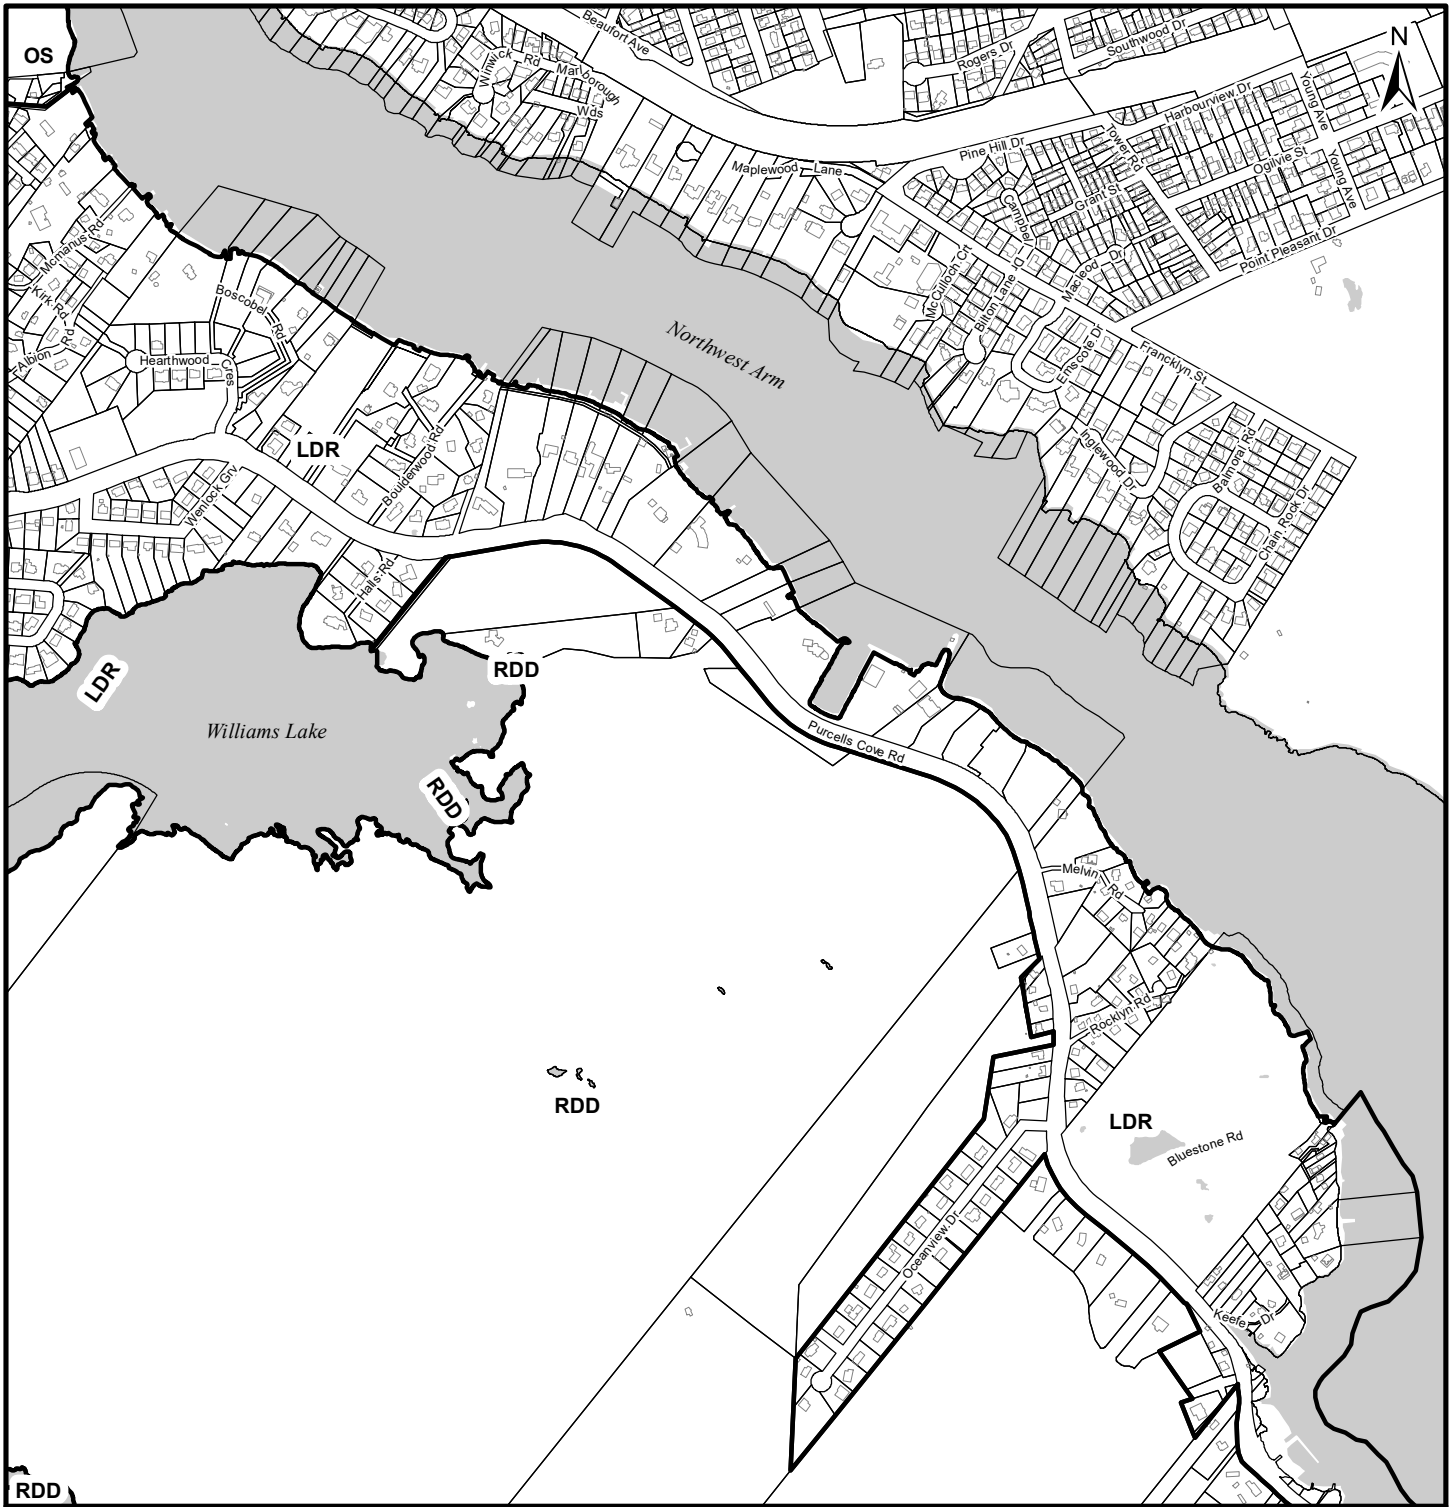 OS
N
Beaufort Ave
Winwick Rd
Marlborough
Wds
Rogers Dr
Southwood Dr
Young Ave
Harbourview Dr
Pine Hill Dr
Tower Rd
Maplewood Lane
Ogilvie St
Young Ave
Grant St
Cambel
Rd
Macleod Dr
Point Pleasant Dr
McCulloch Crt
Bilton Lane
Mcmanus Rd
Kirk Rd
Boscobel Rd
Albion
Rd
Hearthwood
Cres
Northwest Arm
Emscote Dr
Francklyn St
LDR
Inglewood Dr
Balmoral Rd
Chain Rock Dr
Boulderwood Rd
Wenlock Grv
Halls Rd
LDR
RDD
Williams Lake
Purcells Cove Rd
RDD
Melvin Rd
Rocklyn Rd
RDD
LDR
Bluestone Rd
Oceanview Dr
Keefe Dr
RDD